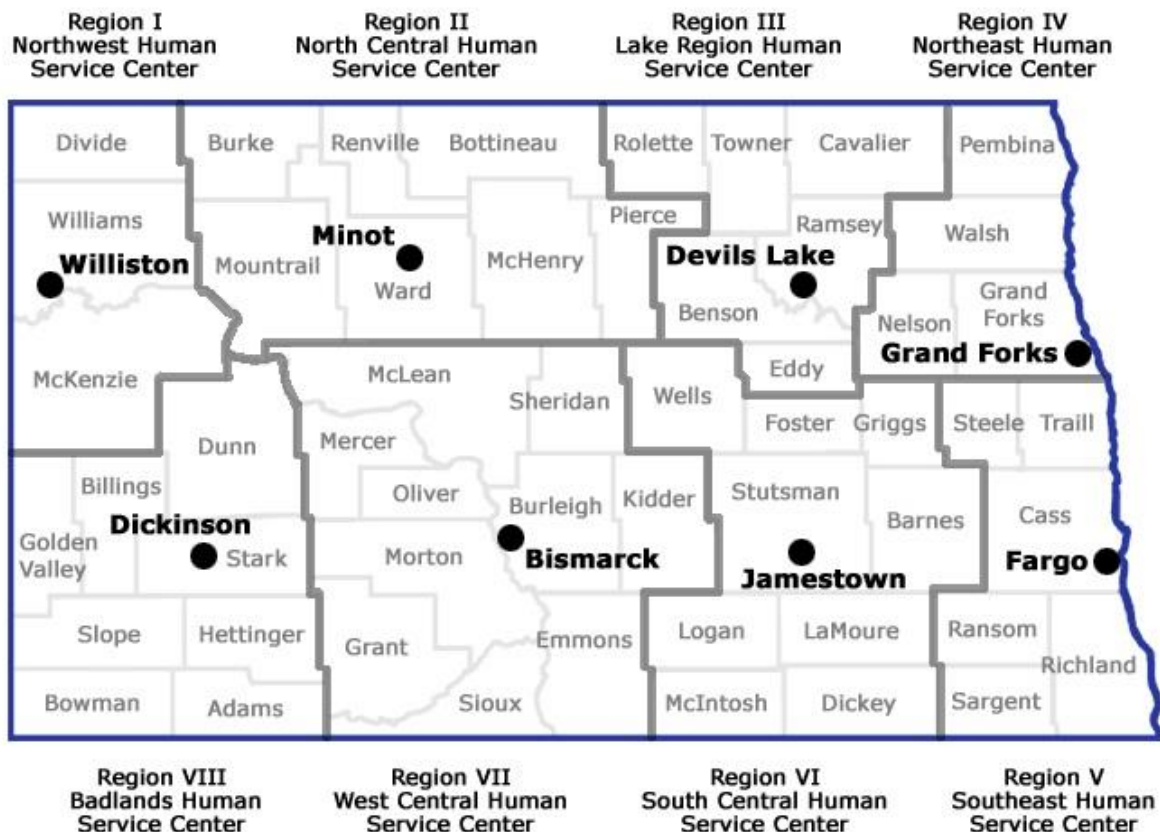 Region I
Northwest Human
Service Center
Region II
North Central Human
Service Center
Region III
Lake Region Human
Service Center
Region IV
Northeast Human
Service Center
Divide
Burke
Renville
Bottineau
Rolette
Towner
Cavalier
Pembina
Williams
Pierce
Ramsey
Walsh
Minot
Williston
Mountrail
McHenry
Devils Lake
Ward
Benson
Nelson
Grand
Forks
Grand Forks
McKenzie
McLean
Eddy
Sheridan
Wells
Foster
Griggs
Steele
Traill
Dunn
Mercer
Billings
Oliver
Burleigh
Kidder
Stutsman
Barnes
Cass
Dickinson
Golden
Valley
Stark
Morton
Bismarck
Jamestown
Fargo
Slope
Hettinger
Grant
Emmons
Logan
LaMoure
Ransom
Richland
Bowman
Adams
Sioux
McIntosh
Dickey
Sargent
Region VIII
Badlands Human
Service Center
Region VII
West Central Human
Service Center
Region VI
South Central Human
Service Center
Region V
Southeast Human
Service Center